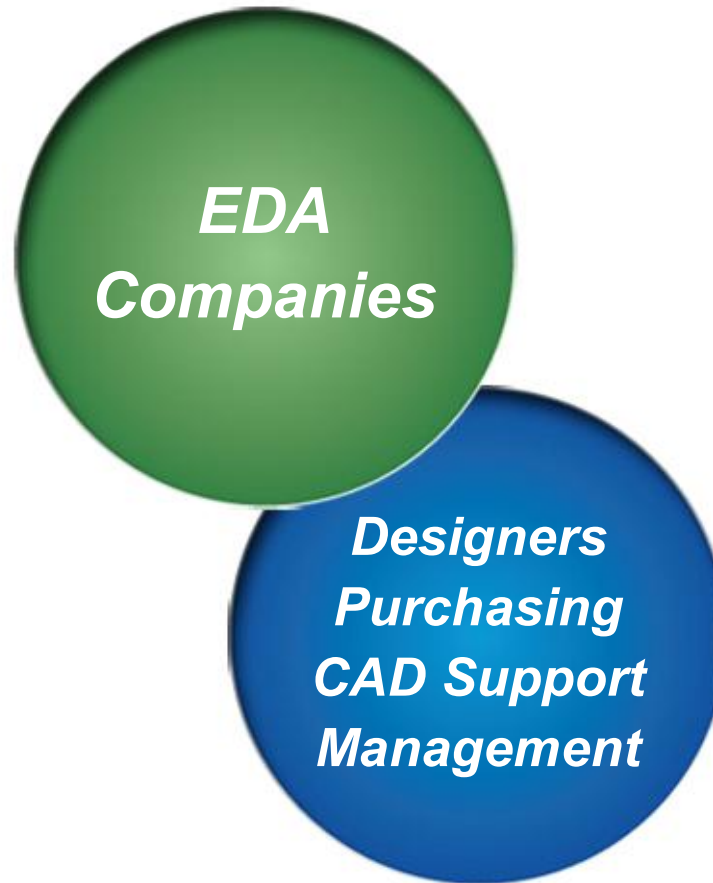 EDA
Companies
Designers
Purchasing
CAD Support
Management